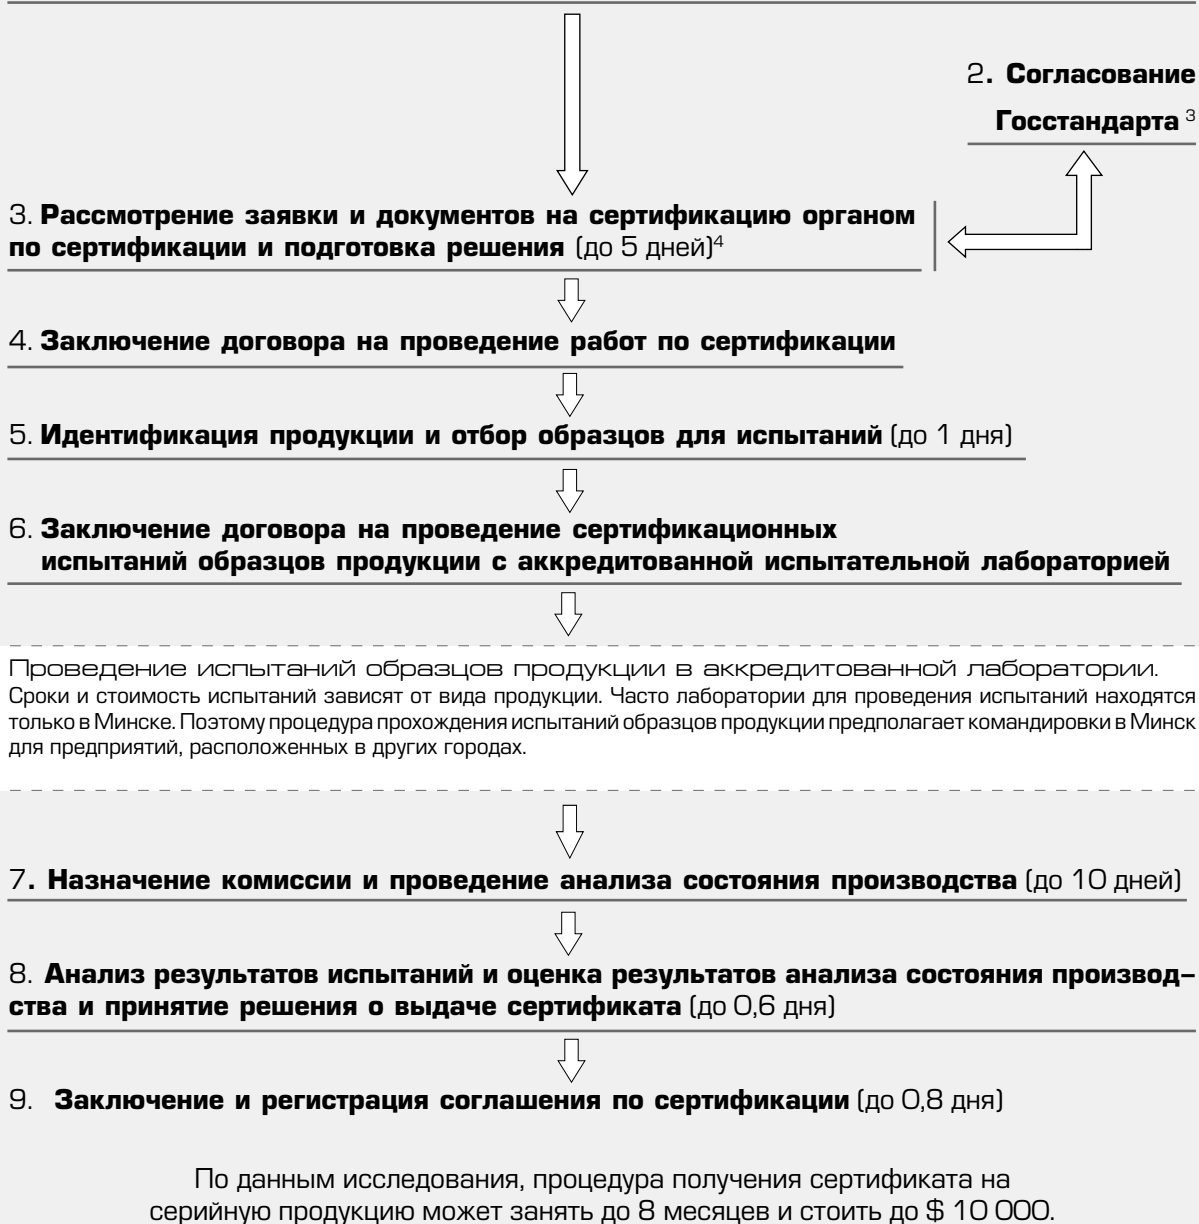 2. Согласование
Госстандарта 3
3. Рассмотрение заявки и документов на сертификацию органом
по сертификации и подготовка решения (до 5 дней)4
4. Заключение договора на проведение работ по сертификации
5. Идентификация продукции и отбор образцов для испытаний (до 1 дня)
6. Заключение договора на проведение сертификационных
испытаний образцов продукции с аккредитованной испытательной лабораторией
Проведение испытаний образцов продукции в аккредитованной лаборатории.
Сроки и стоимость испытаний зависят от вида продукции. Часто лаборатории для проведения испытаний находятся
только в Минске. Поэтому процедура прохождения испытаний образцов продукции предполагает командировки в Минск
для предприятий, расположенных в других городах.
7. Назначение комиссии и проведение анализа состояния производства (до 10 дней)
8. Анализ результатов испытаний и оценка результатов анализа состояния производ-
ства и принятие решения о выдаче сертификата (до 0,6 дня)
9. Заключение и регистрация соглашения по сертификации (до 0,8 дня)
По данным исследования, процедура получения сертификата на
серийную продукцию может занять до 8 месяцев и стоить до $ 10 000.